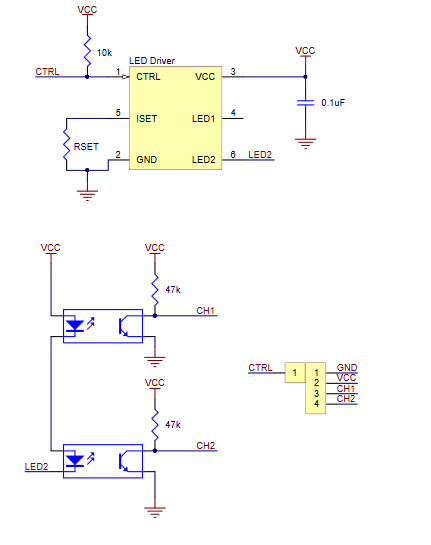 VCC
10k
LED Driver
VCC
CTRL 1 CTRL VCC 3
0.1uF
5 ISET LED1 4
RSET
2 GND LED2 6 LED2
VCC VCC
47k
CH1
VCC
CTRL 1 1 GND
2 VCC
3 CH1
4 CH2
47k
CH2
LED2